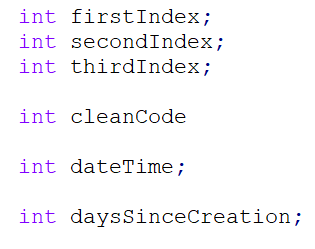 int firstIndex;
int secondIndex;
int thirdIndex;
int cleanCode
int dateTime;
int daysSinceCreation;